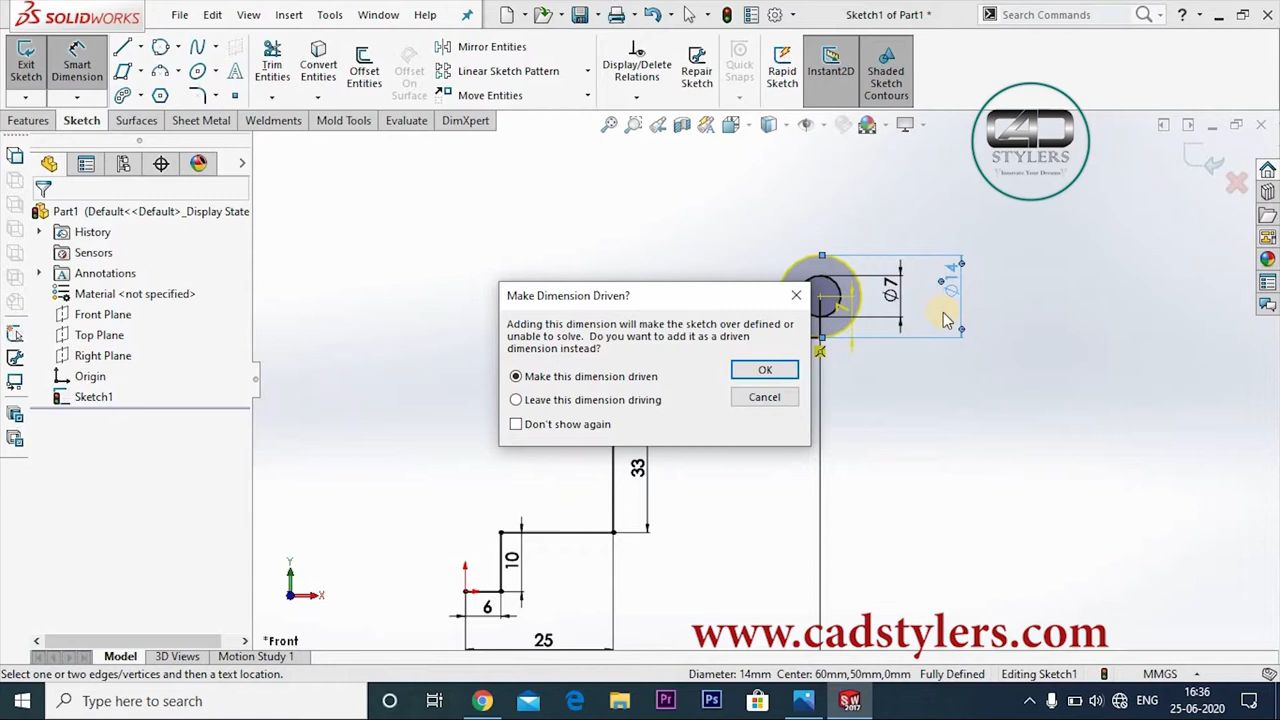 3S SOLIDWORKS File Edit View Insert Tools Window Help Sketch1 of Part1 * Search Commands ?
Exit Sketch
Smart Dimension
Trim Entities
Convert Entities
Offset Entities
Offset On Surface
Mirror Entities
Linear Sketch Pattern
Move Entities
Display/Delete Relations
Repair Sketch
Quick Snaps
Rapid Sketch
Instant2D
Shaded Sketch Contours
Features Sketch Surfaces Sheet Metal Weldments Mold Tools Evaluate DimXpert
CAD
STYLERS
"Innovate Your Dreams"
Part1 (Default<<Default>_Display State
History
Sensors
Annotations
Material <not specified>
Front Plane
Top Plane
Right Plane
Origin
Sketch1
Make Dimension Driven?
Adding this dimension will make the sketch over defined or
unable to solve. Do you want to add it as a driven
dimension instead?
Make this dimension driven
Leave this dimension driving
Don't show again
OK
Cancel
Ø7
Ø14
7
33
10
6
25
Y
X
*Front
www.cadstylers.com
Model 3D Views Motion Study 1
Select one or two edges/vertices and then a text location. Diameter: 14mm Center: 60mm,50mm,0mm Fully Defined Editing Sketch1 MMGS
Type here to search
Pr
Ps
SW
2017
ENG
16:36
25-06-2020